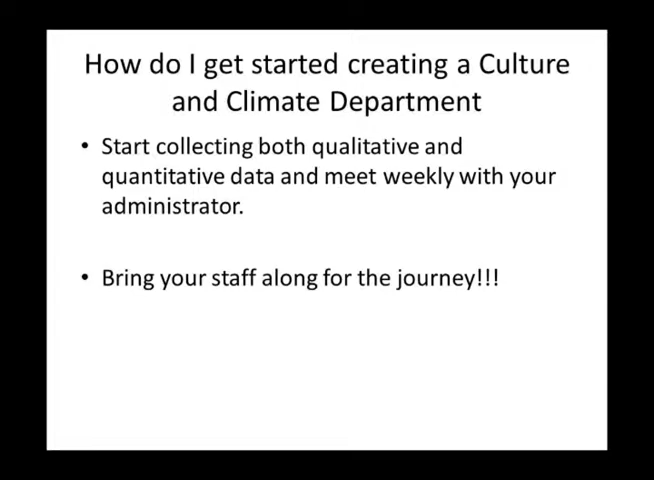 How do I get started creating a Culture
and Climate Department
• Start collecting both qualitative and
quantitative data and meet weekly with your
administrator.
• Bring your staff along for the journey!!!